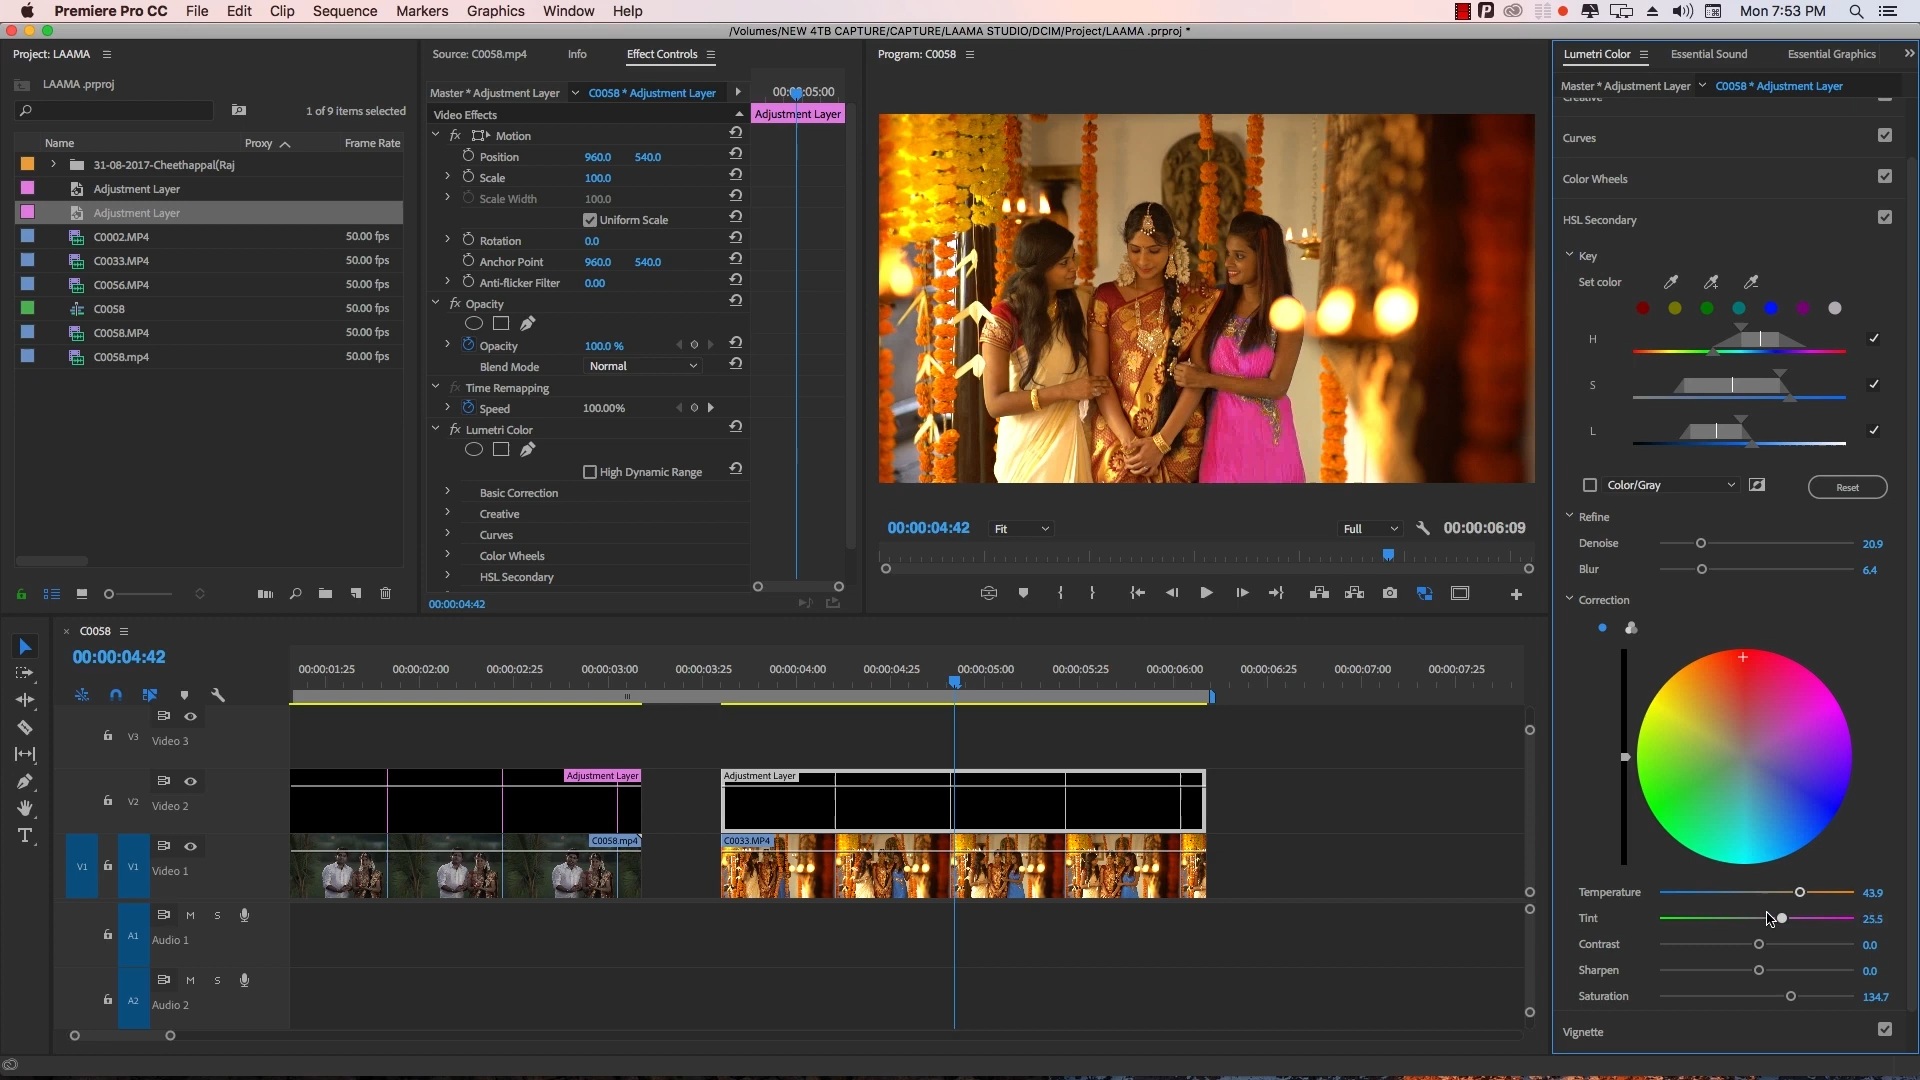 Premiere Pro CC File Edit Clip Sequence Markers Graphics Window Help Mon 7:53 PM
/Volumes/NEW 4TB CAPTURE/CAPTURE/LAAMA STUDIO/DCIM/Project/LAAMA .prproj *
Project: LAAMA
LAAMA .prproj
1 of 9 items selected
Name Proxy Frame Rate
31-08-2017-Cheethappal(Raj
Adjustment Layer
Adjustment Layer
C0002.MP4 50.00 fps
C0033.MP4 50.00 fps
C0056.MP4 50.00 fps
C0058 50.00 fps
C0058.MP4 50.00 fps
C0058.mp4 50.00 fps
Source: C0058.mp4 Info Effect Controls
Master * Adjustment Layer C0058 * Adjustment Layer
00:00:05:00
Video Effects
Adjustment Layer
fx Motion
Position 960.0 540.0
Scale 100.0
Scale Width 100.0
Uniform Scale
Rotation 0.0
Anchor Point 960.0 540.0
Anti-flicker Filter 0.00
fx Opacity
Opacity 100.0 %
Blend Mode Normal
fx Time Remapping
Speed 100.00%
fx Lumetri Color
High Dynamic Range
Basic Correction
Creative
Curves
Color Wheels
HSL Secondary
00:00:04:42
Program: C0058
00:00:04:42 Fit Full 00:00:06:09
Lumetri Color Essential Sound Essential Graphics
Master * Adjustment Layer C0058 * Adjustment Layer
Creative
Curves
Color Wheels
HSL Secondary
Key
Set color
H
S
L
Color/Gray Reset
Refine
Denoise 20.9
Blur 6.4
Correction
Temperature 43.9
Tint 25.5
Contrast 0.0
Sharpen 0.0
Saturation 134.7
Vignette
× C0058
00:00:04:42
00:00:01:25 00:00:02:00 00:00:02:25 00:00:03:00 00:00:03:25 00:00:04:00 00:00:04:25 00:00:05:00 00:00:05:25 00:00:06:00 00:00:06:25 00:00:07:00 00:00:07:25
V3 Video 3
V2 Video 2
Adjustment Layer Adjustment Layer
V1 V1 Video 1
C0058.mp4 C0033.MP4
M S
A1 Audio 1
M S
A2 Audio 2
T